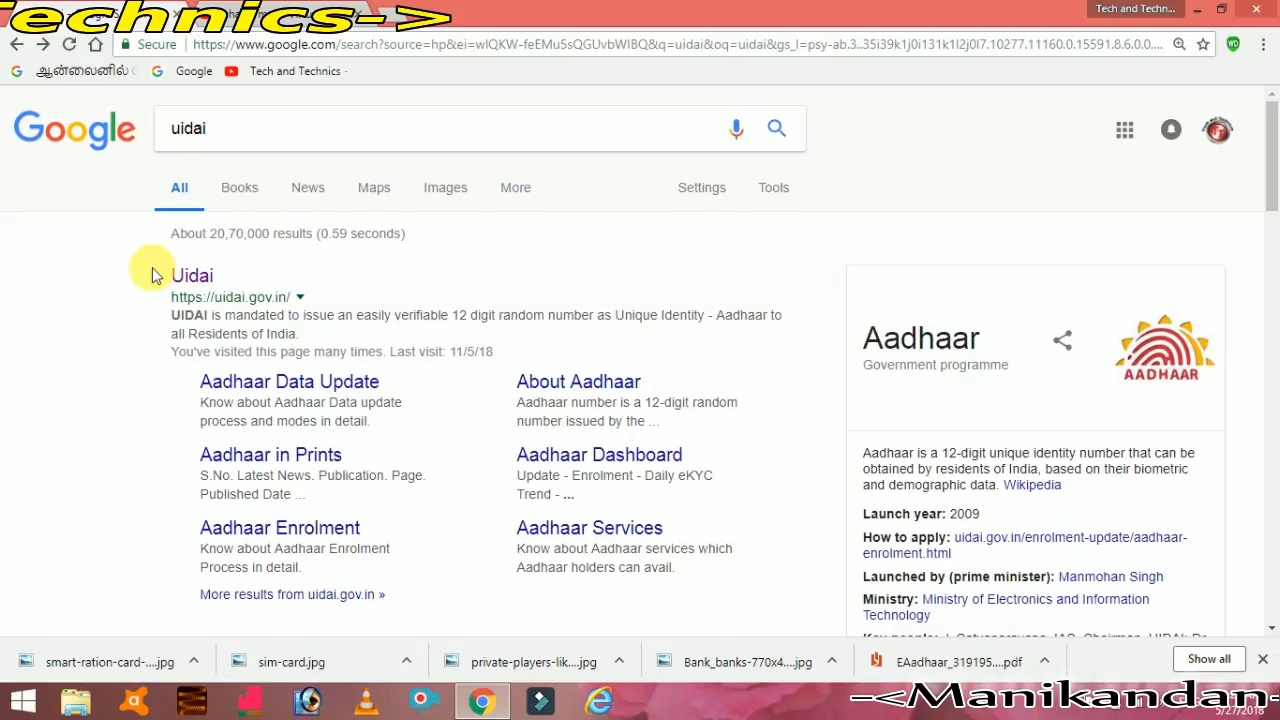 Technics->
Tech and Techn...
Secure https://www.google.com/search?source=hp&ei=wIQKW-feEMu5sQGUvbWIBQ&q=uidai&oq=uidai&gs_l=psy-ab.3..35i39k1j0i131k1l2j0l7.10277.11160.0.15591.8.6.0.0....
WD
ஆன்லைனில் Google Tech and Technics -
Google uidai
All Books News Maps Images More Settings Tools
About 20,70,000 results (0.59 seconds)
Uidai
https://uidai.gov.in/
UIDAI is mandated to issue an easily verifiable 12 digit random number as Unique Identity - Aadhaar to
all Residents of India.
You've visited this page many times. Last visit: 11/5/18
Aadhaar Data Update
Know about Aadhaar Data update
process and modes in detail.
About Aadhaar
Aadhaar number is a 12-digit random
number issued by the ...
Aadhaar in Prints
S.No. Latest News. Publication. Page.
Published Date ...
Aadhaar Dashboard
Update - Enrolment - Daily eKYC
Trend - ...
Aadhaar Enrolment
Know about Aadhaar Enrolment
Process in detail.
Aadhaar Services
Know about Aadhaar services which
Aadhaar holders can avail.
More results from uidai.gov.in »
Aadhaar
Government programme
AADHAAR
Aadhaar is a 12-digit unique identity number that can be
obtained by residents of India, based on their biometric
and demographic data. Wikipedia
Launch year: 2009
How to apply: uidai.gov.in/enrolment-update/aadhaar-
enrolment.html
Launched by (prime minister): Manmohan Singh
Ministry: Ministry of Electronics and Information
Technology
smart-ration-card-....jpg sim-card.jpg private-players-lik....jpg Bank_banks-770x4....jpg EAadhaar_319195....pdf Show all
-<Manikandan-
5/27/2018